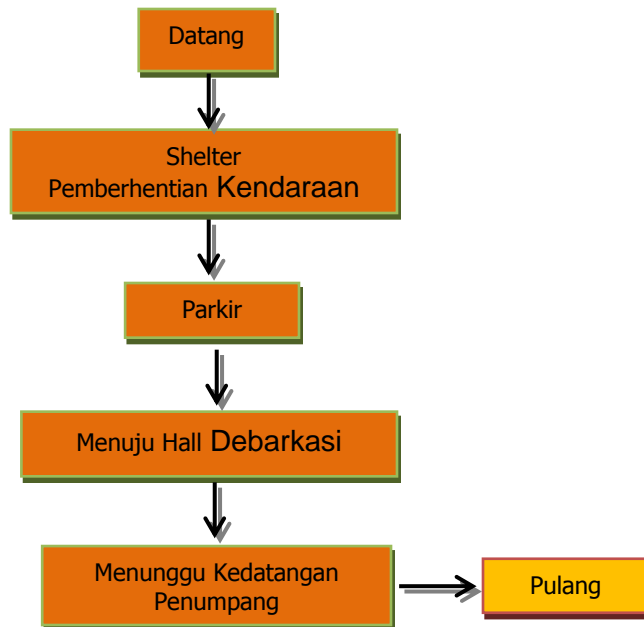 Datang
Shelter
Pemberhentian Kendaraan
Parkir
Menuju Hall Debarkasi
Menunggu Kedatangan
Penumpang
Pulang